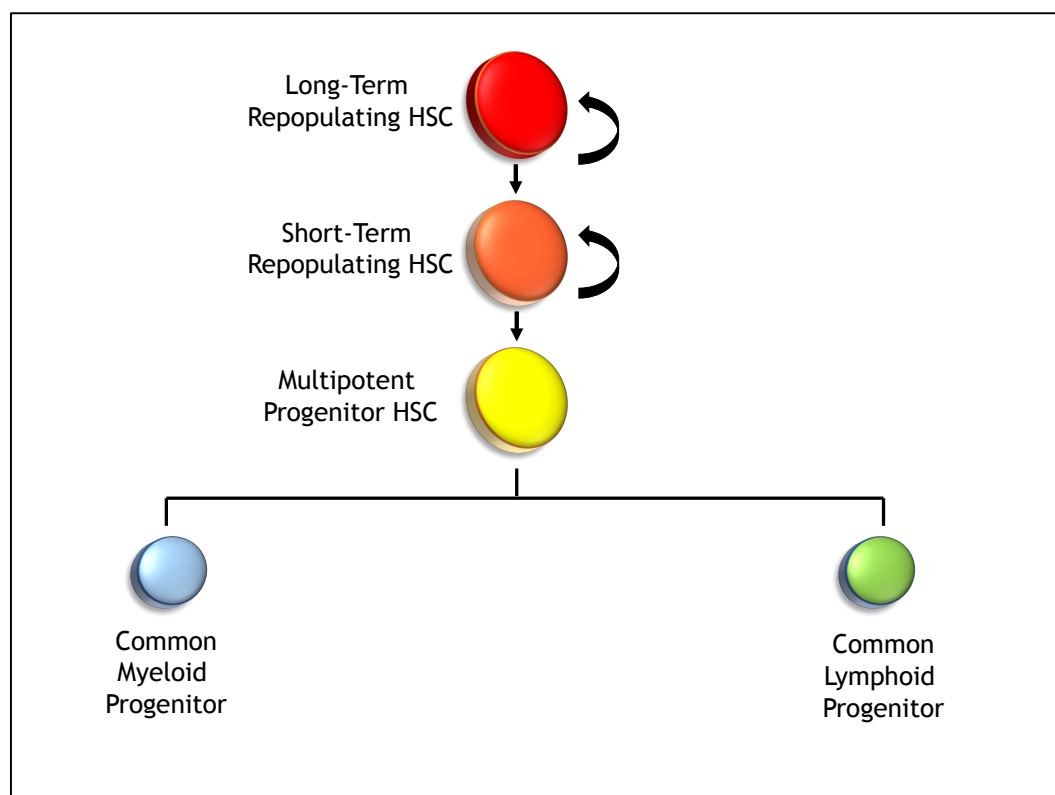 Long-Term
Repopulating HSC
Short-Term
Repopulating HSC
Multipotent
Progenitor HSC
Common
Myeloid
Progenitor
Common
Lymphoid
Progenitor